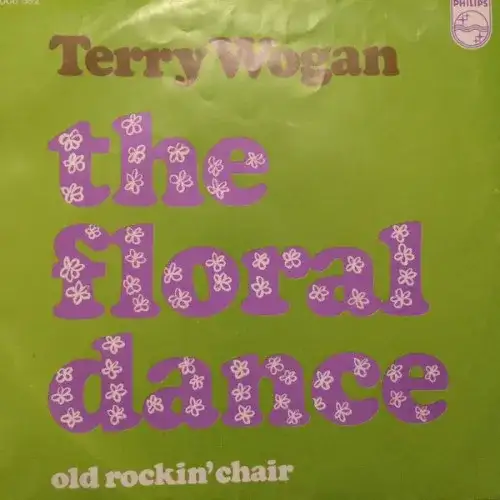 PHILIPS
Terry Wogan
the
floral
dance
old rockin' chair